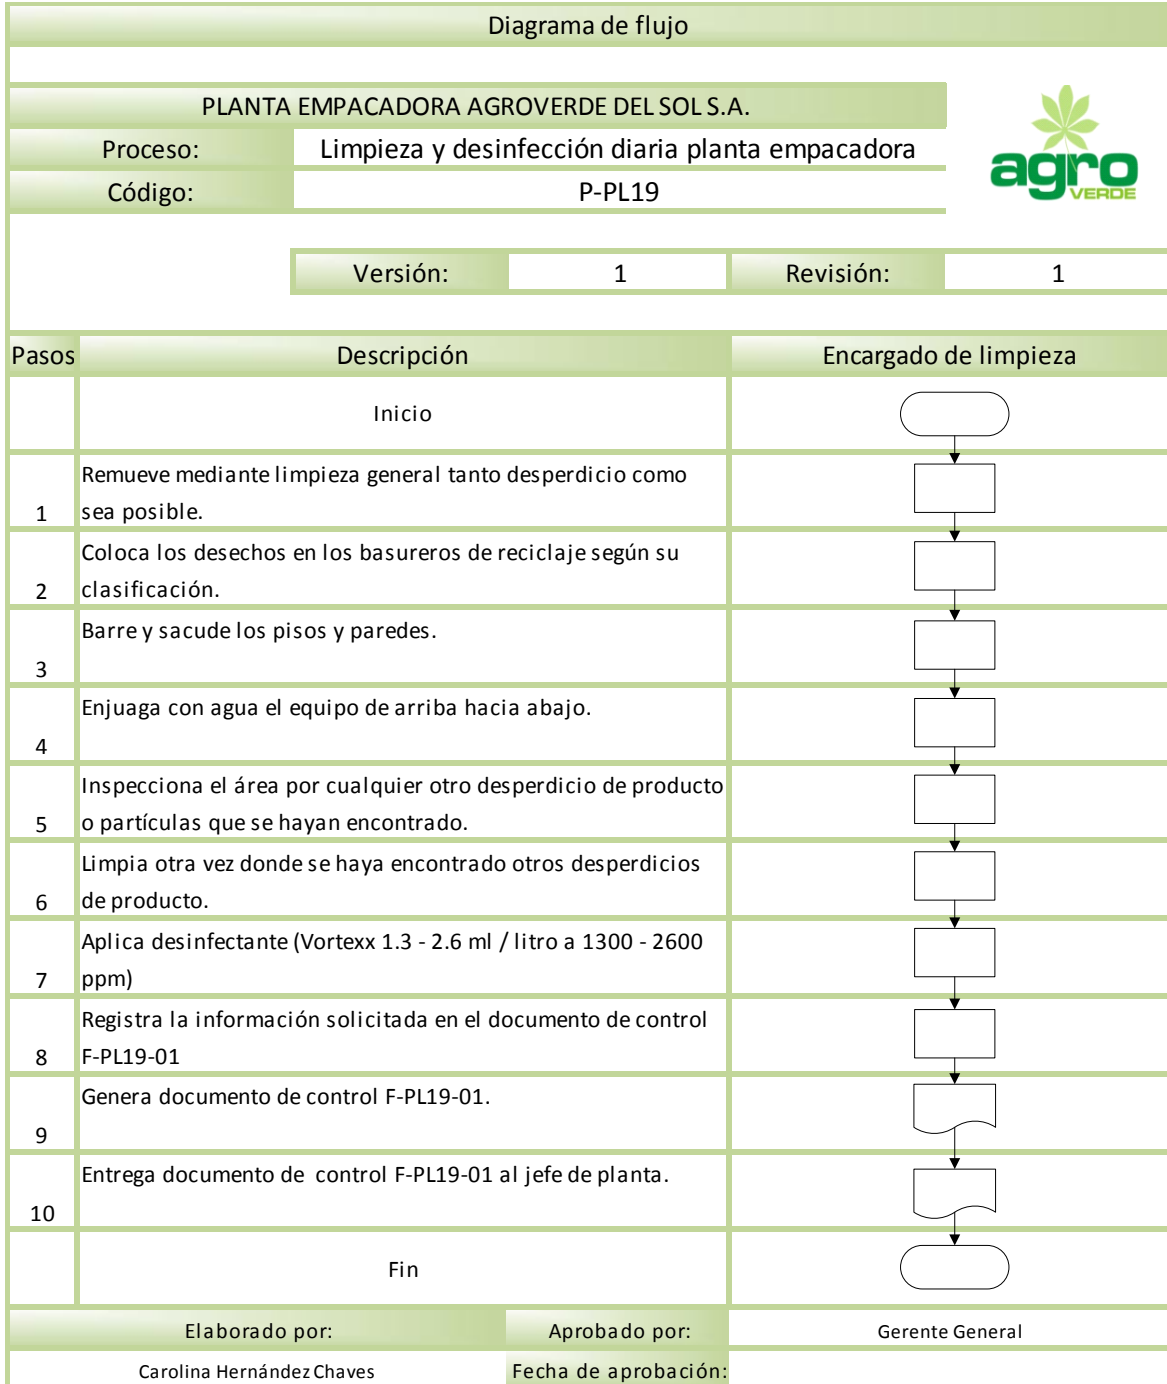 Diagrama de flujo
PLANTA EMPACADORA AGROVERDE DEL SOL S.A.
agro
VERDE
Proceso:
Limpieza y desinfección diaria planta empacadora
Código:
P-PL19
Versión:
1
Revisión:
1
Pasos
Descripción
Encargado de limpieza
Inicio
1
Remueve mediante limpieza general tanto desperdicio como
sea posible.
2
Coloca los desechos en los basureros de reciclaje según su
clasificación.
3
Barre y sacude los pisos y paredes.
4
Enjuaga con agua el equipo de arriba hacia abajo.
5
Inspecciona el área por cualquier otro desperdicio de producto
o partículas que se hayan encontrado.
6
Limpia otra vez donde se haya encontrado otros desperdicios
de producto.
7
Aplica desinfectante (Vortexx 1.3 - 2.6 ml / litro a 1300 - 2600
ppm)
8
Registra la información solicitada en el documento de control
F-PL19-01
9
Genera documento de control F-PL19-01.
10
Entrega documento de control F-PL19-01 al jefe de planta.
Fin
Elaborado por:
Aprobado por:
Gerente General
Carolina Hernández Chaves
Fecha de aprobación: